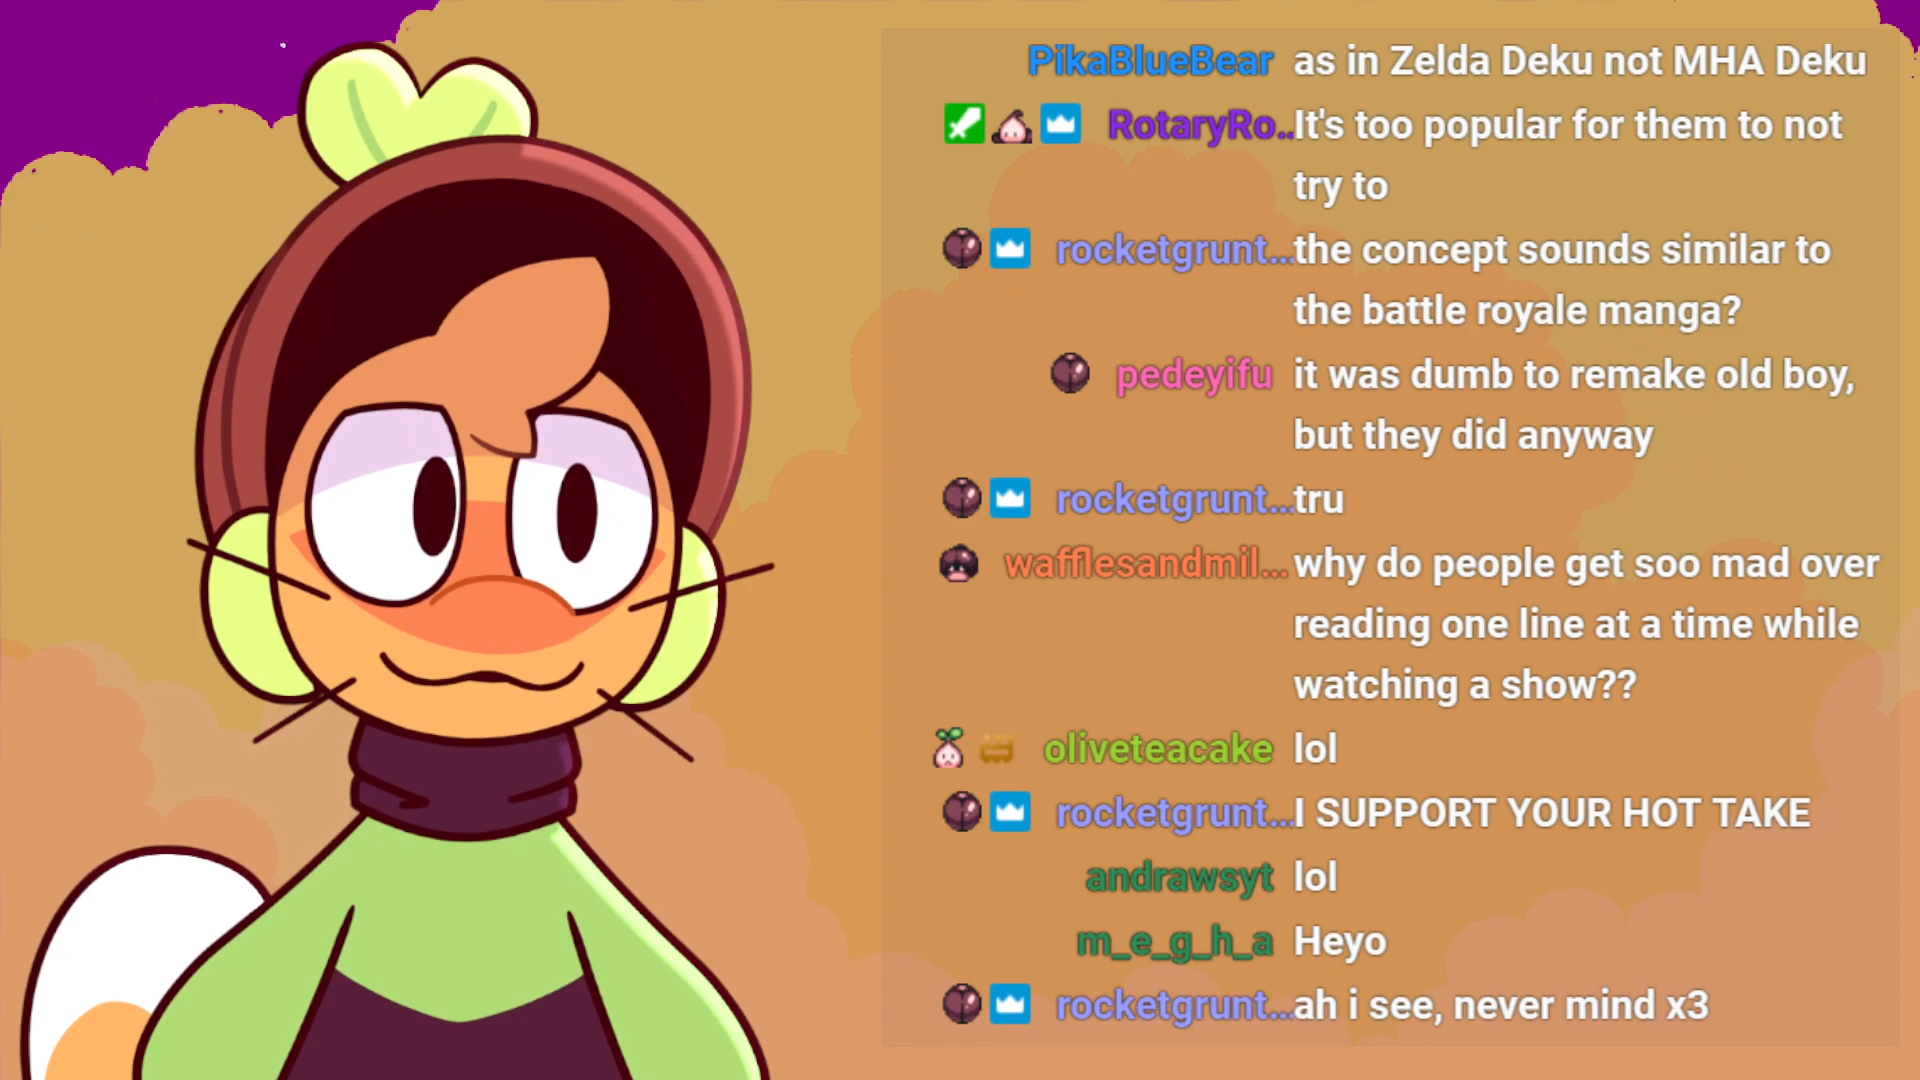 PikaBlueBear as in Zelda Deku not MHA Deku
RotaryRo.. It's too popular for them to not
try to
rocketgrunt... the concept sounds similar to
the battle royale manga?
pedeyifu it was dumb to remake old boy,
but they did anyway
rocketgrunt... tru
wafflesandmil... why do people get soo mad over
reading one line at a time while
watching a show??
oliveteacake lol
rocketgrunt... I SUPPORT YOUR HOT TAKE
andrawsyt lol
m_e_g_h_a Heyo
rocketgrunt... ah i see, never mind x3